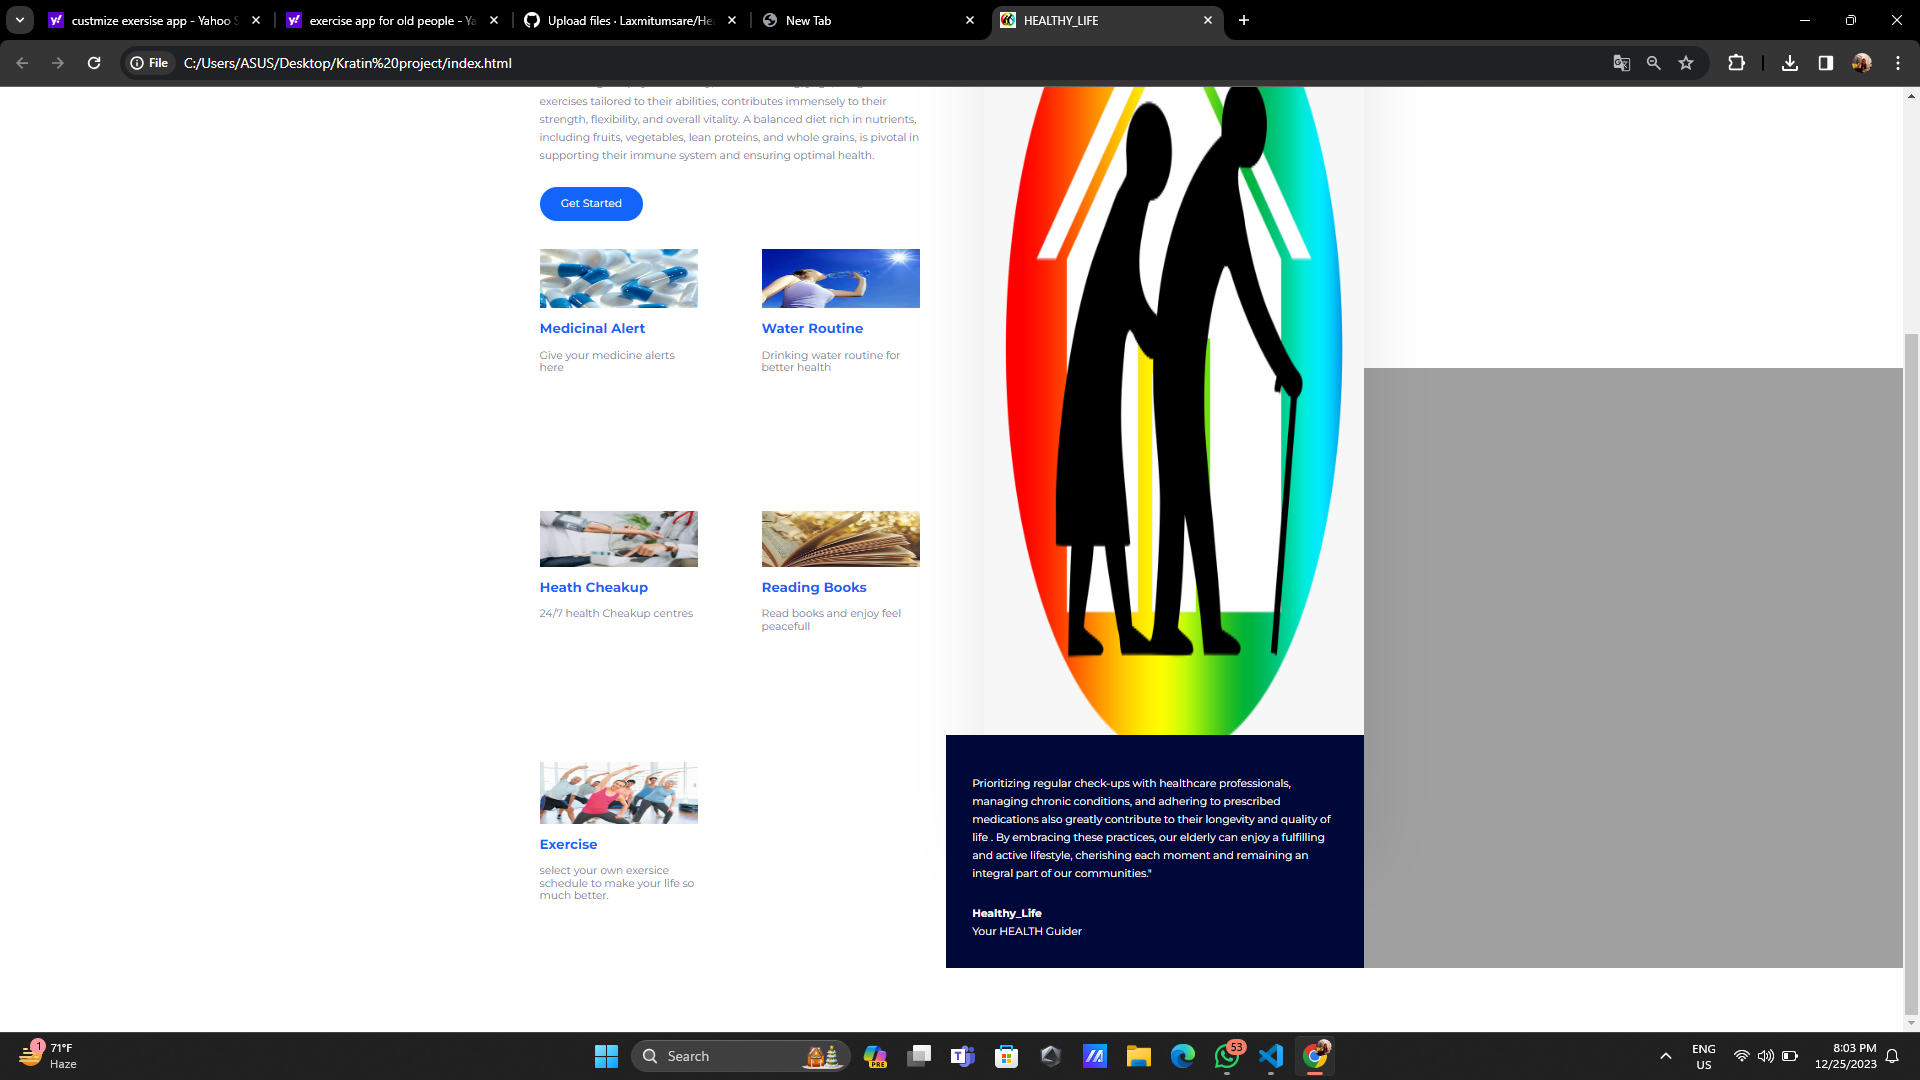 custmize exersise app - Yahoo S
exercise app for old people - Ya
Upload files · Laxmitumsare/He
New Tab
HEALTHY_LIFE
File
C:/Users/ASUS/Desktop/Kratin%20project/index.html
exercises tailored to their abilities, contributes immensely to their
strength, flexibility, and overall vitality. A balanced diet rich in nutrients,
including fruits, vegetables, lean proteins, and whole grains, is pivotal in
supporting their immune system and ensuring optimal health.
Get Started
Medicinal Alert
Give your medicine alerts
here
Water Routine
Drinking water routine for
better health
Heath Cheakup
24/7 health Cheakup centres
Reading Books
Read books and enjoy feel
peacefull
Exercise
select your own exersice
schedule to make your life so
much better.
Prioritizing regular check-ups with healthcare professionals,
managing chronic conditions, and adhering to prescribed
medications also greatly contribute to their longevity and quality of
life . By embracing these practices, our elderly can enjoy a fulfilling
and active lifestyle, cherishing each moment and remaining an
integral part of our communities."
Healthy_Life
Your HEALTH Guider
1
71°F
Haze
Search
PRE
53
ENG
US
8:03 PM
12/25/2023